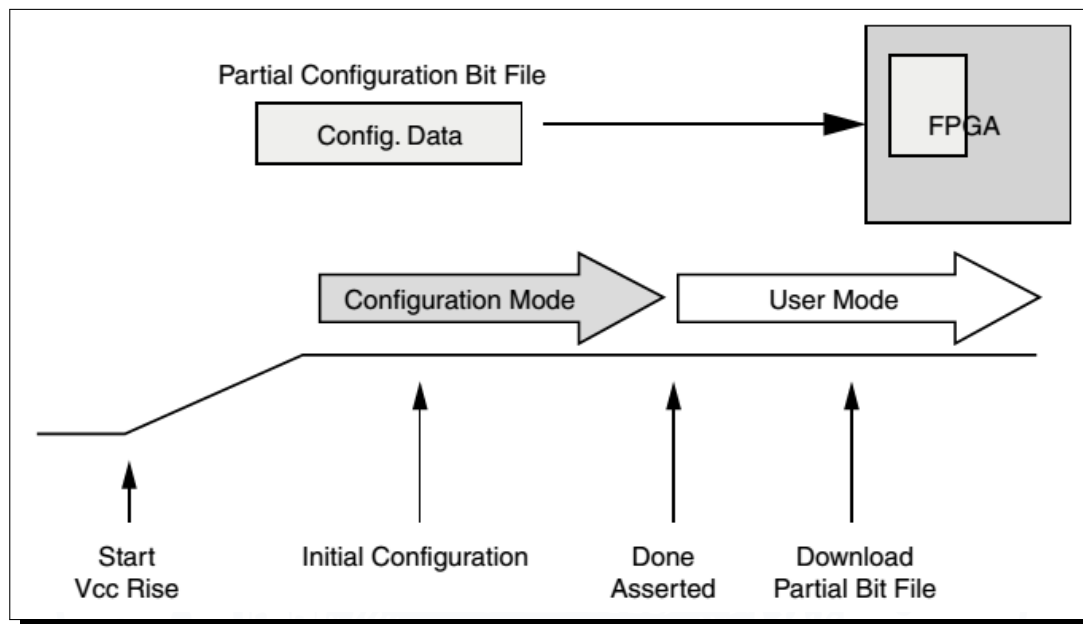 Partial Configuration Bit File
Config. Data
FPGA
Configuration Mode
User Mode
Start
Vcc Rise
Initial Configuration
Done
Asserted
Download
Partial Bit File